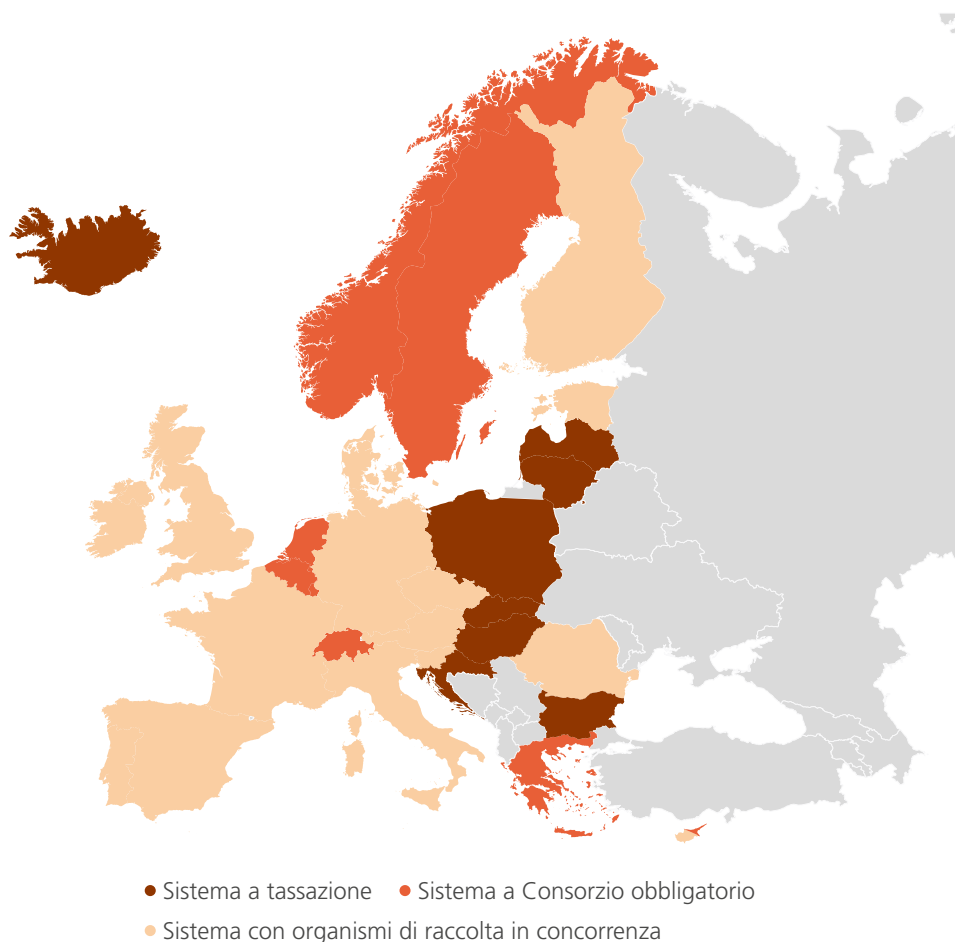 Sistema a tassazione
Sistema a Consorzio obbligatorio
Sistema con organismi di raccolta in concorrenza